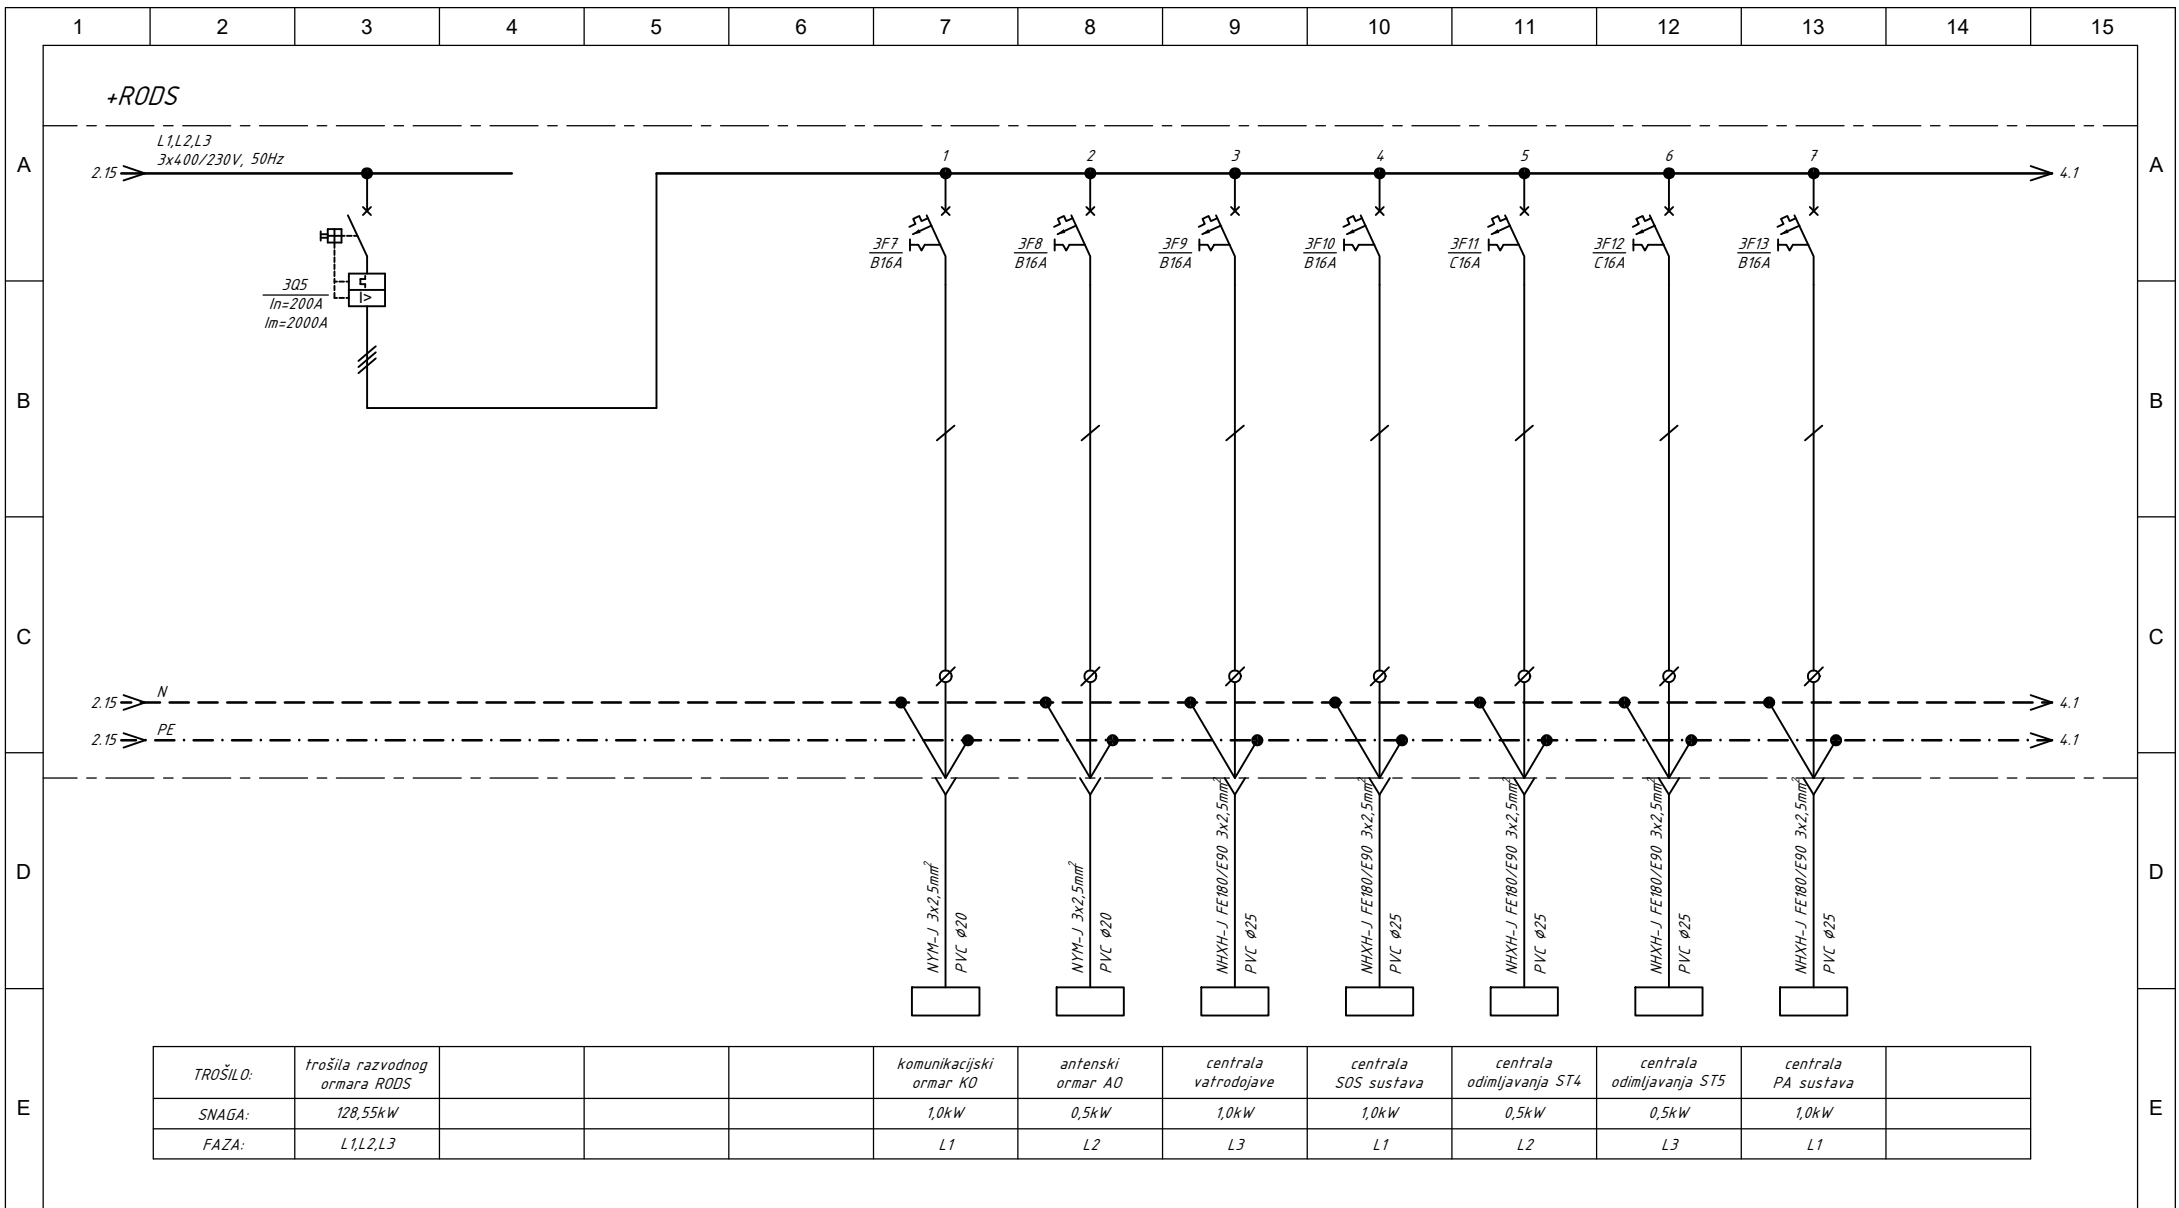 1 2 3 4 5 6 7 8 9 10 11 12 13 14 15
+RODS
L1,L2,L3
3x400/230V, 50Hz
A
2.15
1 2 3 4 5 6 7
4.1
A
3F7
B16A
3F8
B16A
3F9
B16A
3F10
B16A
3F11
C16A
3F12
C16A
3F13
B16A
3Q5
In=200A
Im=2000A
I>
B
B
C
C
2.15
N
4.1
2.15
PE
4.1
D
D
NYM-J 3x2,5mm²
PVC ø20
NYM-J 3x2,5mm²
PVC ø20
NHXH-J FE180/E90 3x2,5mm²
PVC ø25
NHXH-J FE180/E90 3x2,5mm²
PVC ø25
NHXH-J FE180/E90 3x2,5mm²
PVC ø25
NHXH-J FE180/E90 3x2,5mm²
PVC ø25
NHXH-J FE180/E90 3x2,5mm²
PVC ø25
E
E
TROŠILO:
trošila razvodnog
ormara RODS
komunikacijski
ormar KO
antenski
ormar AO
centrala
vatrodojave
centrala
SOS sustava
centrala
odimljavanja ST4
centrala
odimljavanja ST5
centrala
PA sustava
SNAGA: 128,55kW 1,0kW 0,5kW 1,0kW 1,0kW 0,5kW 0,5kW 1,0kW
FAZA: L1,L2,L3 L1 L2 L3 L1 L2 L3 L1